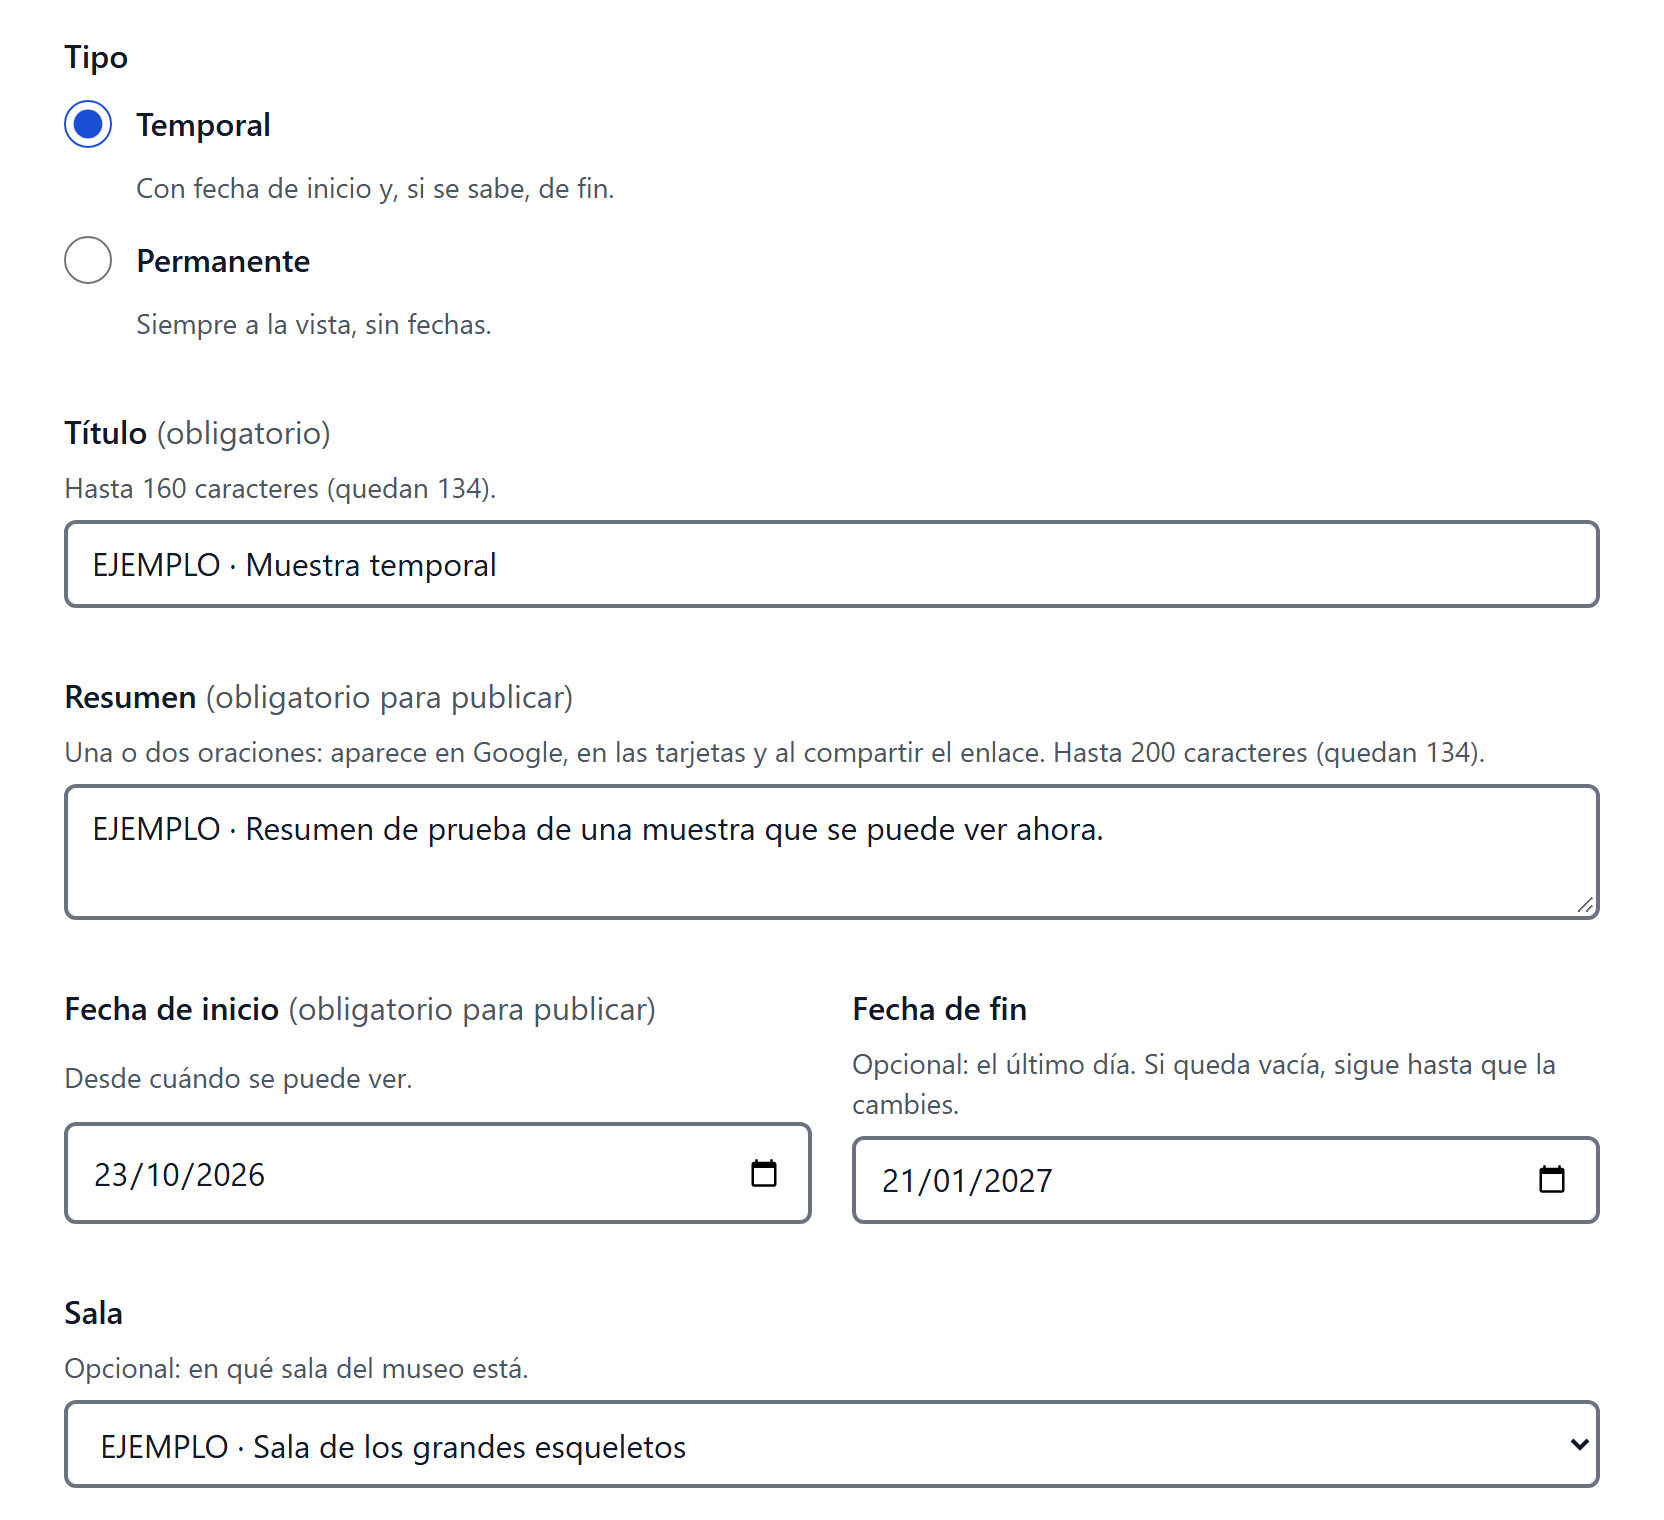 Tipo
Temporal
Con fecha de inicio y, si se sabe, de fin.
Permanente
Siempre a la vista, sin fechas.
Título (obligatorio)
Hasta 160 caracteres (quedan 134).
EJEMPLO · Muestra temporal
Resumen (obligatorio para publicar)
Una o dos oraciones: aparece en Google, en las tarjetas y al compartir el enlace. Hasta 200 caracteres (quedan 134).
EJEMPLO · Resumen de prueba de una muestra que se puede ver ahora.
Fecha de inicio (obligatorio para publicar)
Desde cuándo se puede ver.
23/10/2026
Fecha de fin
Opcional: el último día. Si queda vacía, sigue hasta que la
cambies.
21/01/2027
Sala
Opcional: en qué sala del museo está.
EJEMPLO · Sala de los grandes esqueletos